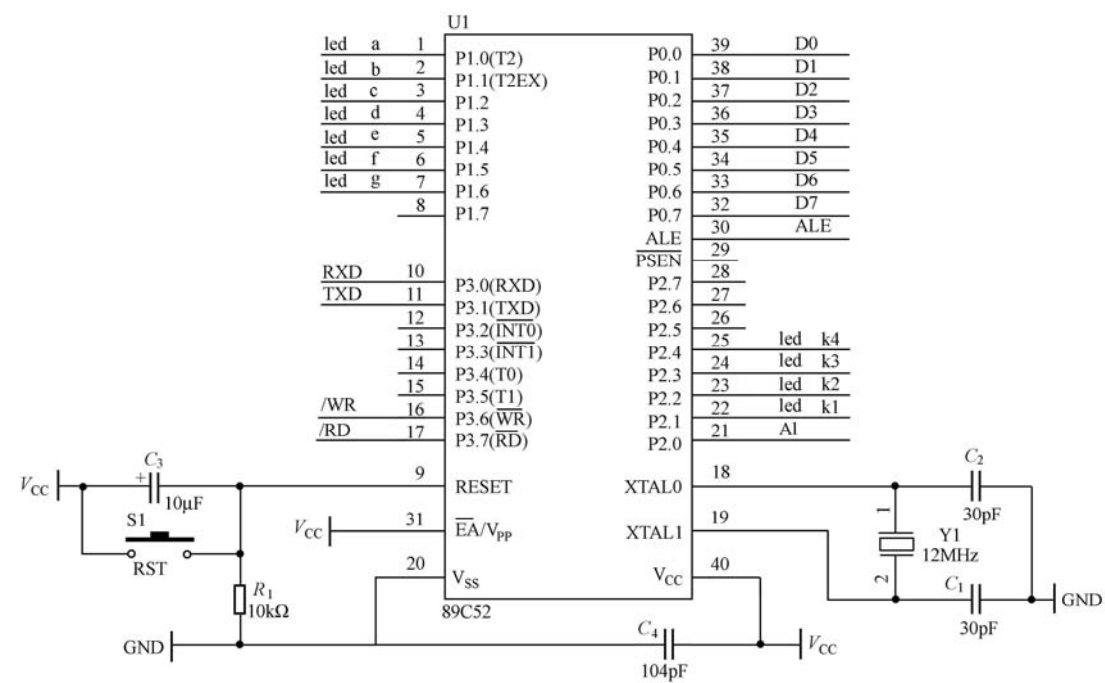 U1
led a 1 P1.0(T2) P0.0 39 D0
led b 2 P1.1(T2EX) P0.1 38 D1
led c 3 P1.2 P0.2 37 D2
led d 4 P1.3 P0.3 36 D3
led e 5 P1.4 P0.4 35 D4
led f 6 P1.5 P0.5 34 D5
led g 7 P1.6 P0.6 33 D6
8 P1.7 P0.7 32 D7
ALE 30 ALE
PSEN 29
RXD 10 P3.0(RXD) P2.7 28
TXD 11 P3.1(TXD) P2.6 27
12 P3.2(INT0) P2.5 26
13 P3.3(INT1) P2.4 25 led k4
14 P3.4(T0) P2.3 24 led k3
15 P3.5(T1) P2.2 23 led k2
/WR 16 P3.6(WR) P2.1 22 led k1
/RD 17 P3.7(RD) P2.0 21 Al
VCC C3 + 10μF 9 RESET XTAL0 18 C2 30pF
S1 RST VCC 31 EA/VPP XTAL1 19 1 Y1 12MHz 2
20 VSS VCC 40 C1 30pF GND
R1 10kΩ 89C52
GND C4 104pF VCC